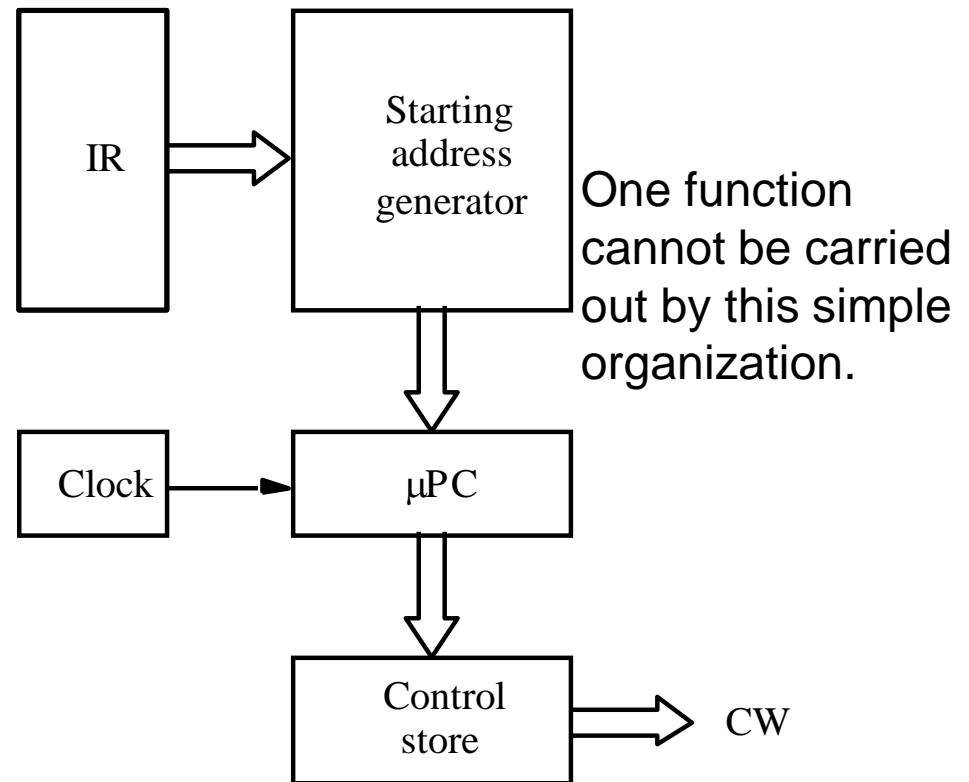 IR
Starting
address
generator
One function
cannot be carried
out by this simple
organization.
Clock
μPC
Control
store
CW